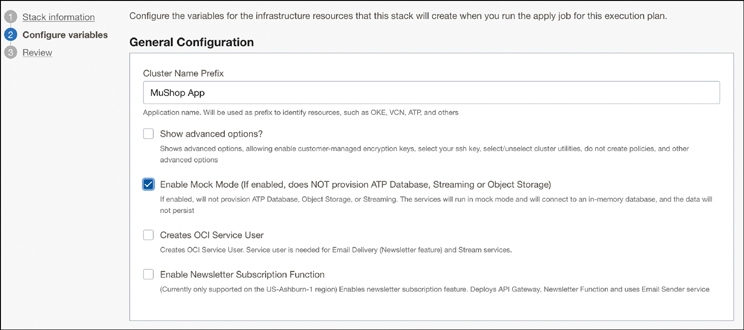 1 Stack information
2 Configure variables
3 Review
Configure the variables for the infrastructure resources that this stack will create when you run the apply job for this execution plan.
General Configuration
Cluster Name Prefix
MuShop App
Application name. Will be used as prefix to identify resources, such as OKE, VCN, ATP, and others
Show advanced options?
Shows advanced options, allowing enable customer-managed encryption keys, select your ssh key, select/unselect cluster utilities, do not create policies, and other
advanced options
Enable Mock Mode (If enabled, does NOT provision ATP Database, Streaming or Object Storage)
If enabled, will not provision ATP Database, Object Storage, or Streaming. The services will run in mock mode and will connect to an in-memory database, and the data will
not persist
Creates OCI Service User
Creates OCI Service User. Service user is needed for Email Delivery (Newsletter feature) and Stream services.
Enable Newsletter Subscription Function
(Currently only supported on the US-Ashburn-1 region) Enables newsletter subscription feature. Deploys API Gateway, Newsletter Function and uses Email Sender service